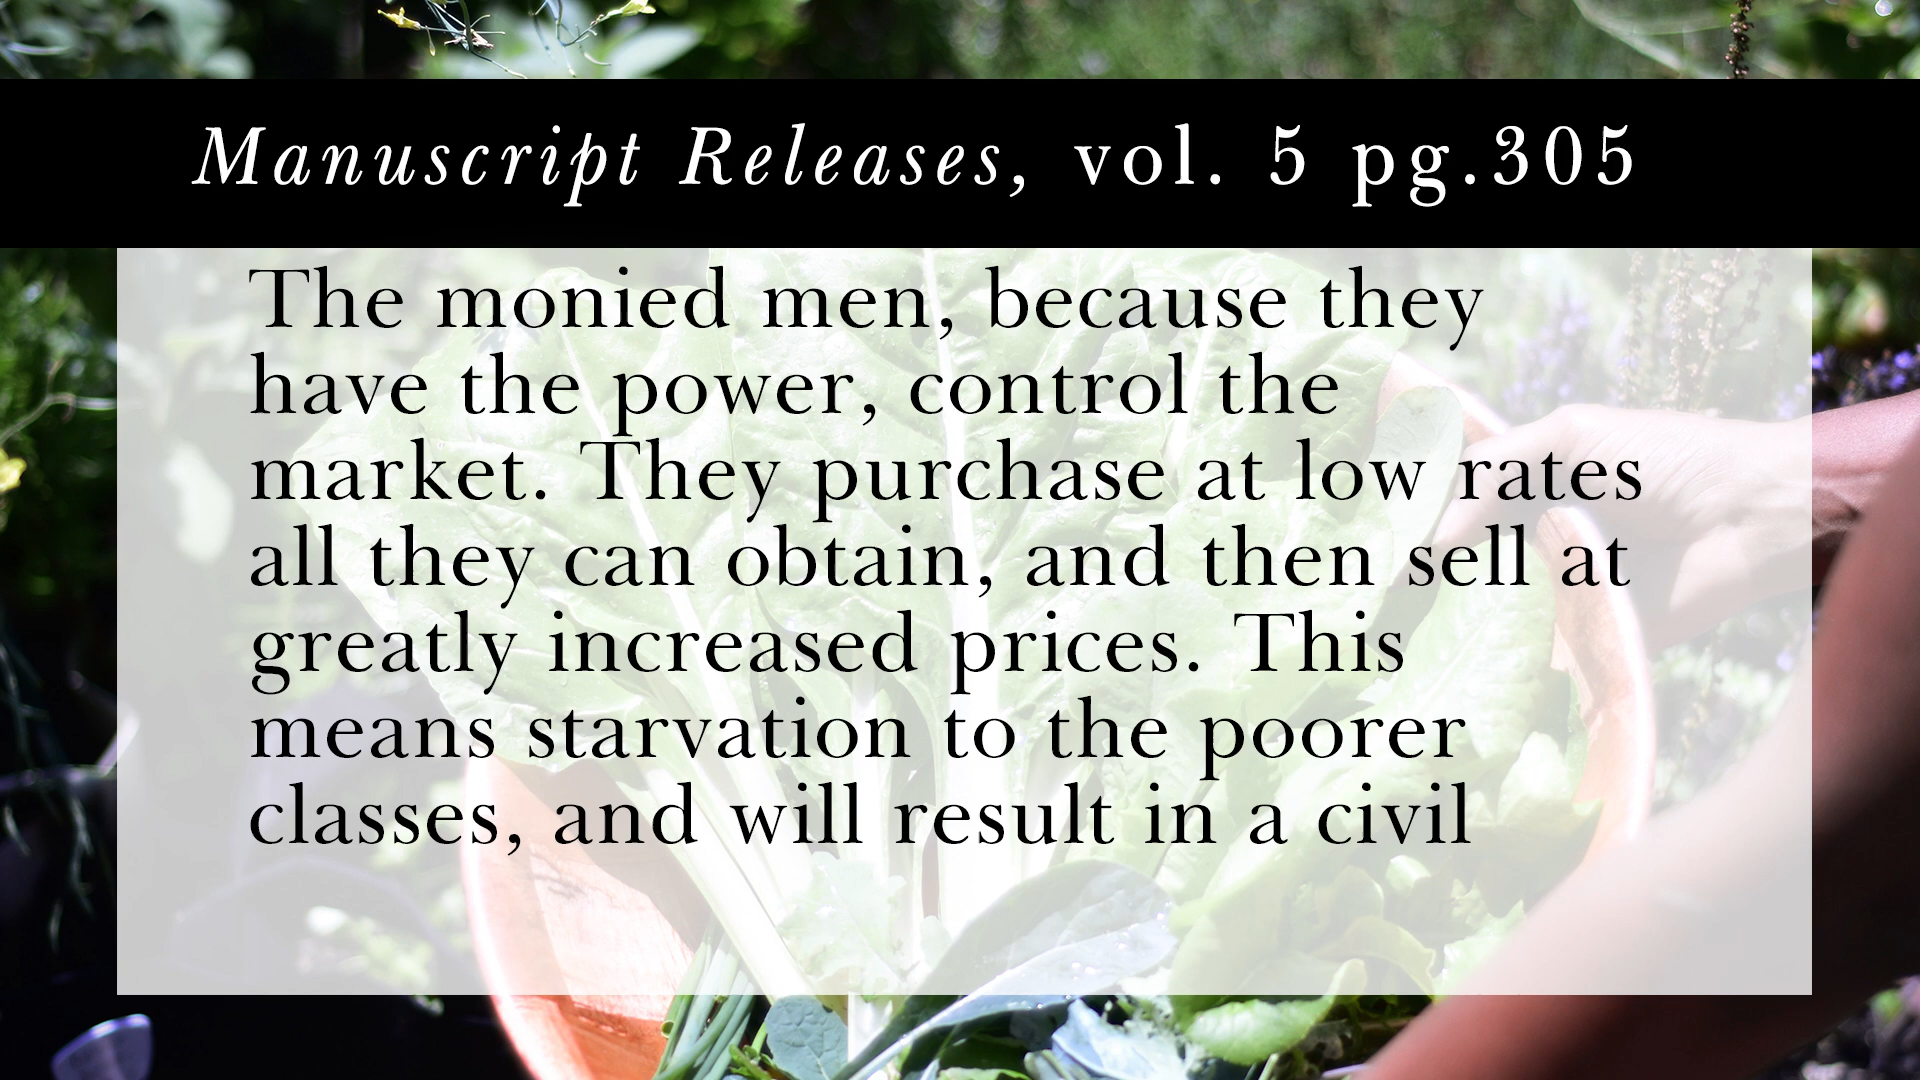 Manuscript Releases, vol. 5 pg.305
The monied men, because they
have the power, control the
market. They purchase at low rates
all they can obtain, and then sell at
greatly increased prices. This
means starvation to the poorer
classes, and will result in a civil